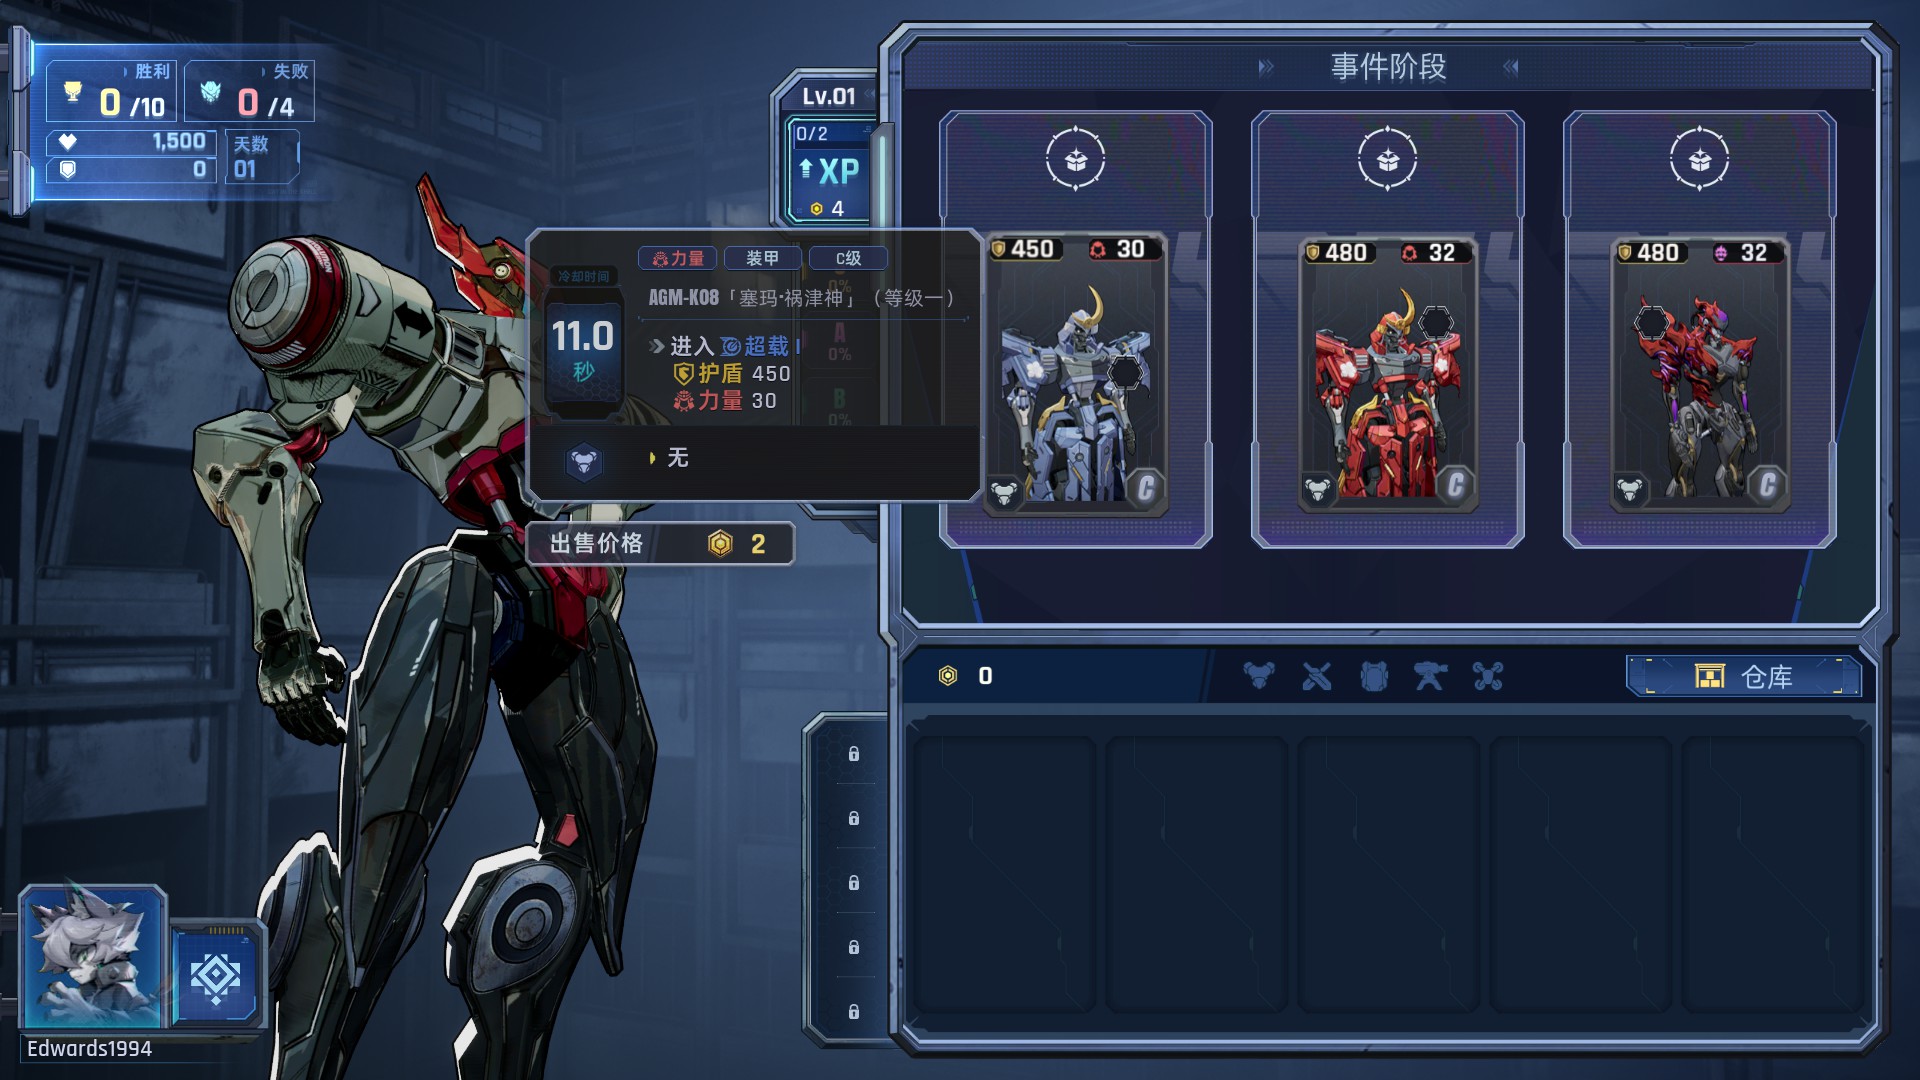 胜利
0 /10
失败
0 /4
1,500
0
天数
01
Lv.01
0/2
XP
4
事件阶段
450
30
480
32
480
32
C
C
C
力量
装甲
C级
冷却时间
11.0
秒
AGM-K08「塞玛·祸津神」（等级一）
进入 超载 I
护盾 450
力量 30
无
A
0%
B
0%
0%
出售价格
2
0
仓库
Edwards1994